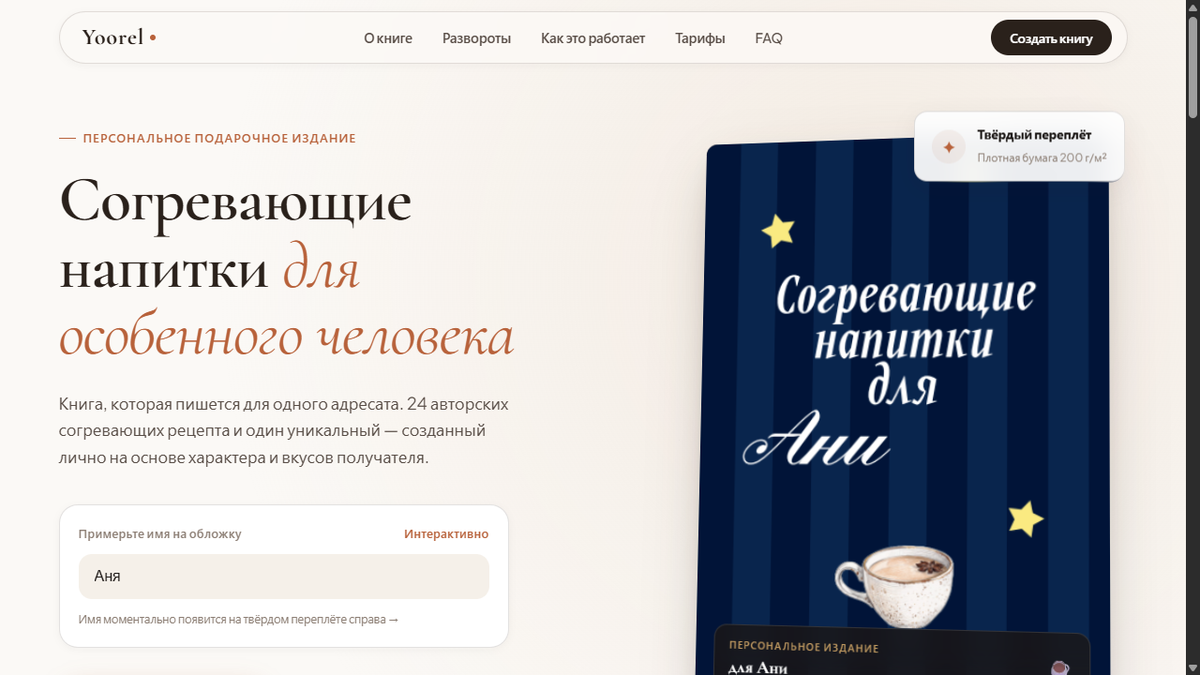 Yoorel
О книге
Развороты
Как это работает
Тарифы
FAQ
Создать книгу
ПЕРСОНАЛЬНОЕ ПОДАРОЧНОЕ ИЗДАНИЕ
Согревающие
напитки для
особенного человека
Книга, которая пишется для одного адресата. 24 авторских
согревающих рецепта и один уникальный — созданный
лично на основе характера и вкусов получателя.
Примерьте имя на обложку
Интерактивно
Аня
Имя моментально появится на твёрдом переплёте справа →
Твёрдый переплёт
Плотная бумага 200 г/м²
Согревающие
напитки
для
Ани
ПЕРСОНАЛЬНОЕ ИЗДАНИЕ
для Ани